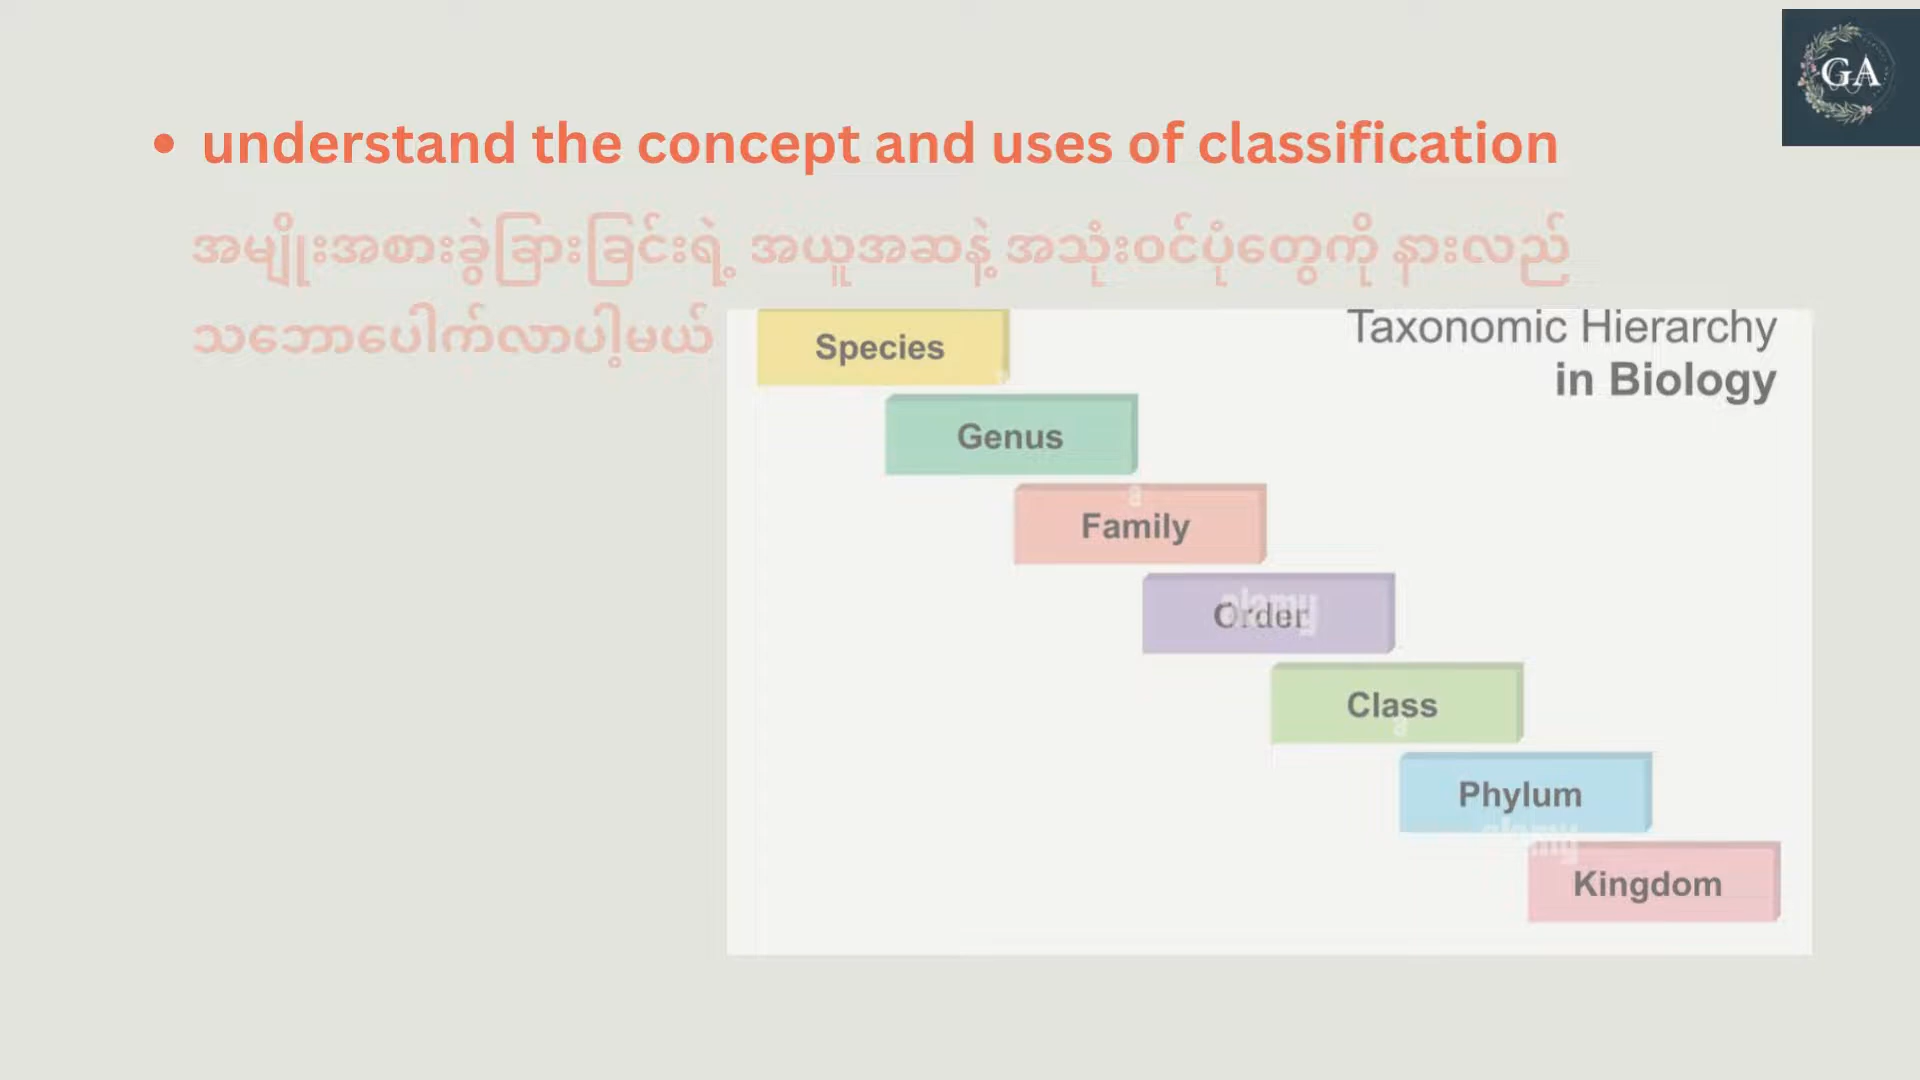 GA
• understand the concept and uses of classification
အမျိုးအစားခွဲခြားခြင်းရဲ့ အယူအဆနဲ့ အသုံးဝင်ပုံတွေကို နားလည်
သဘောပေါက်လာပါ့မယ်
Taxonomic Hierarchy
in Biology
Species
Genus
a
Family
Order
alamy
Class
a
Phylum
alamy
Kingdom